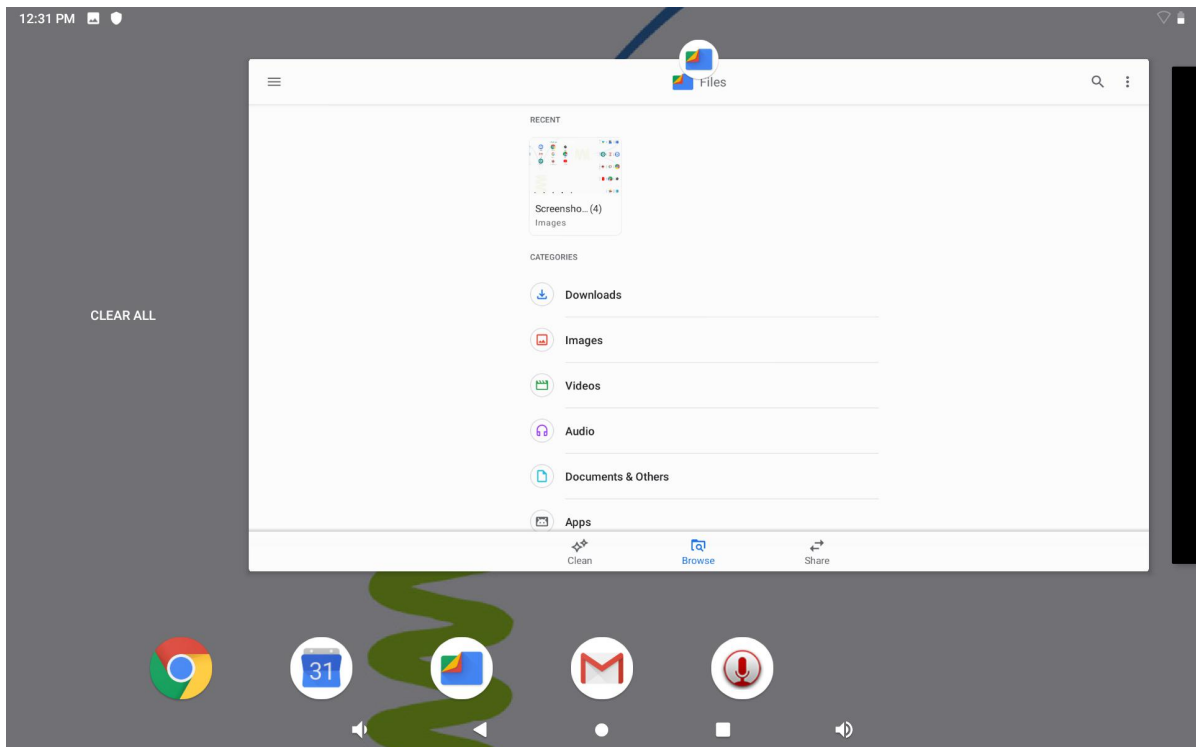 12:31 PM
Files
RECENT
Screensho... (4)
Images
CATEGORIES
Downloads
CLEAR ALL
Images
Videos
Audio
Documents & Others
Apps
Clean
Browse
Share
31